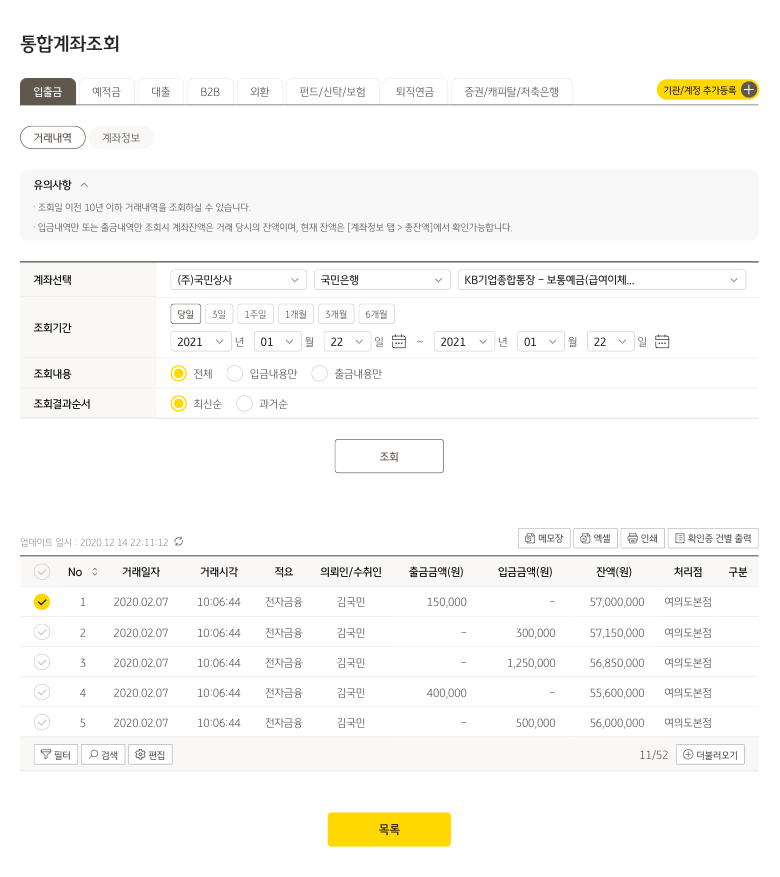 통합계좌조회
입출금 예적금 대출 B2B 외환 펀드/신탁/보험 퇴직연금 증권/캐피탈/저축은행 기관/계정 추가등록
거래내역 계좌정보
유의사항
· 조회일 이전 10년 이하 거래내역을 조회하실 수 있습니다.
· 입금내역만 또는 출금내역만 조회시 계좌잔액은 거래 당시의 잔액이며, 현재 잔액은 [계좌정보 탭 > 총잔액]에서 확인가능합니다.
계좌선택 (주)국민상사 국민은행 KB기업종합통장 - 보통예금(급여이체...
조회기간 당일 3일 1주일 1개월 3개월 6개월
2021 년 01 월 22 일 ~ 2021 년 01 월 22 일
조회내용 전체 입금내용만 출금내용만
조회결과순서 최신순 과거순
조회
업데이트 일시 : 2020 12 14 22:11:12 메모장 엑셀 인쇄 확인증 건별 출력
No 거래일자 거래시각 적요 의뢰인/수취인 출금금액(원) 입금금액(원) 잔액(원) 처리점 구분
1 2020.02.07 10:06:44 전자금융 김국민 150,000 - 57,000,000 여의도본점
2 2020.02.07 10:06:44 전자금융 김국민 - 300,000 57,150,000 여의도본점
3 2020.02.07 10:06:44 전자금융 김국민 - 1,250,000 56,850,000 여의도본점
4 2020.02.07 10:06:44 전자금융 김국민 400,000 - 55,600,000 여의도본점
5 2020.02.07 10:06:44 전자금융 김국민 - 500,000 56,000,000 여의도본점
필터 검색 편집 11/52 더불러오기
목록